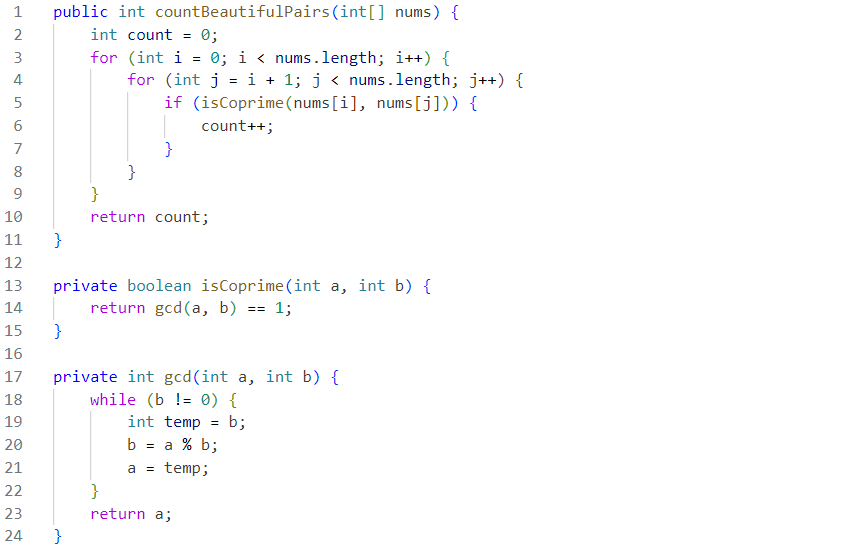 1 public int countBeautifulPairs(int[] nums) {
2     int count = 0;
3     for (int i = 0; i < nums.length; i++) {
4         for (int j = i + 1; j < nums.length; j++) {
5             if (isCoprime(nums[i], nums[j])) {
6                 count++;
7             }
8         }
9     }
10     return count;
11 }
12
13 private boolean isCoprime(int a, int b) {
14     return gcd(a, b) == 1;
15 }
16
17 private int gcd(int a, int b) {
18     while (b != 0) {
19         int temp = b;
20         b = a % b;
21         a = temp;
22     }
23     return a;
24 }